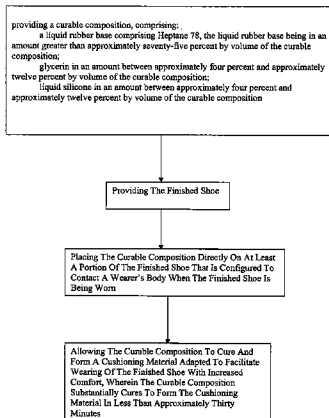 providing a curable composition, comprising:
a liquid rubber base comprising Heptane 78, the liquid rubber base being in an
amount greater than approximately seventy-five percent by volume of the curable
composition;
glycerin in an amount between approximately four percent and approximately
twelve percent by volume of the curable composition;
liquid silicone in an amount between approximately four percent and
approximately twelve percent by volume of the curable composition
Providing The Finished Shoe
Placing The Curable Composition Directly On At Least
A Portion Of The Finished Shoe That Is Configured To
Contact A Wearer's Body When The Finished Shoe Is
Being Worn
Allowing The Curable Composition To Cure And
Form A Cushioning Material Adapted To Facilitate
Wearing Of The Finished Shoe With Increased
Comfort, Wherein The Curable Composition
Substantially Cures To Form The Cushioning
Material In Less Than Approximately Thirty
Minutes